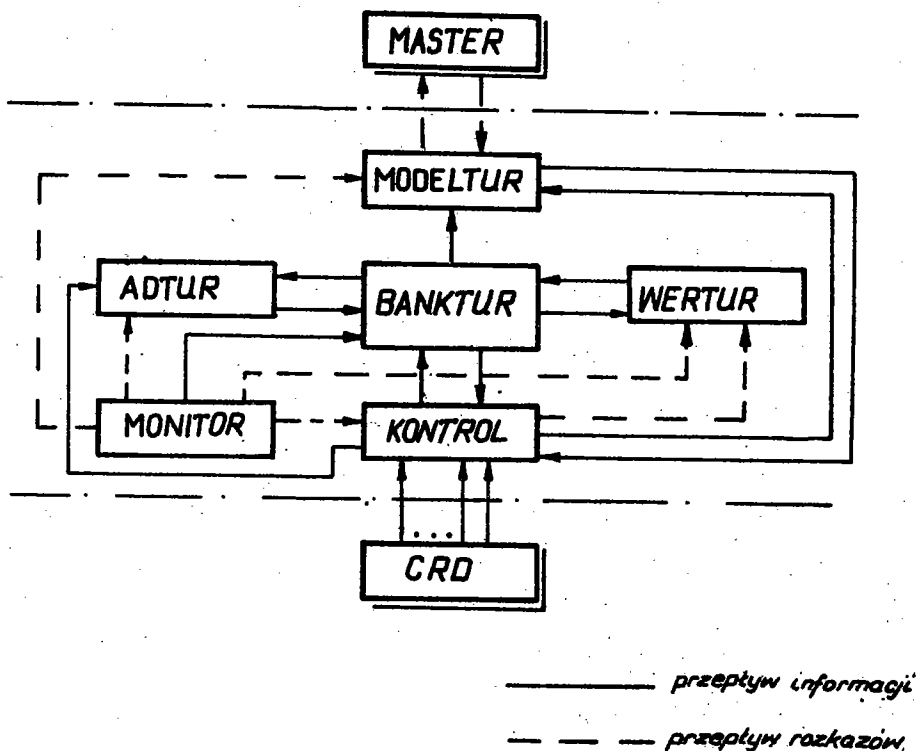 MASTER
MODELTUR
ADTUR
BANKTUR
WERTUR
MONITOR
KONTROL
...
CRD
przepływ informacji
przepływ rozkazów